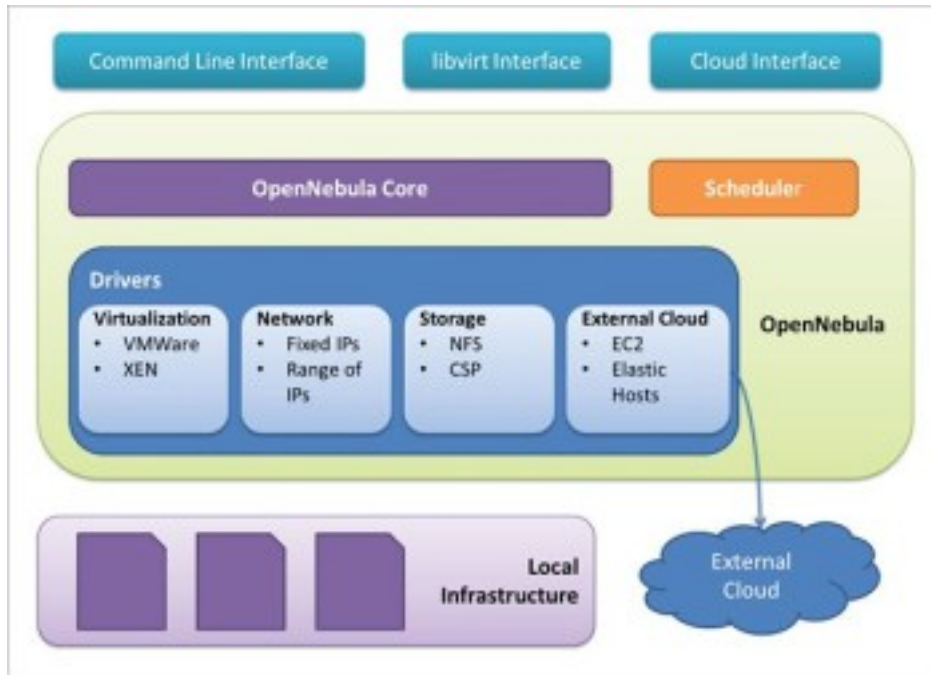 Command Line Interface
libvirt Interface
Cloud Interface
OpenNebula Core
Scheduler
Drivers
Virtualization
• VMWare
• XEN
Network
• Fixed IPs
• Range of
IPs
Storage
• NFS
• CSP
External Cloud
• EC2
• Elastic
Hosts
OpenNebula
Local
Infrastructure
External
Cloud